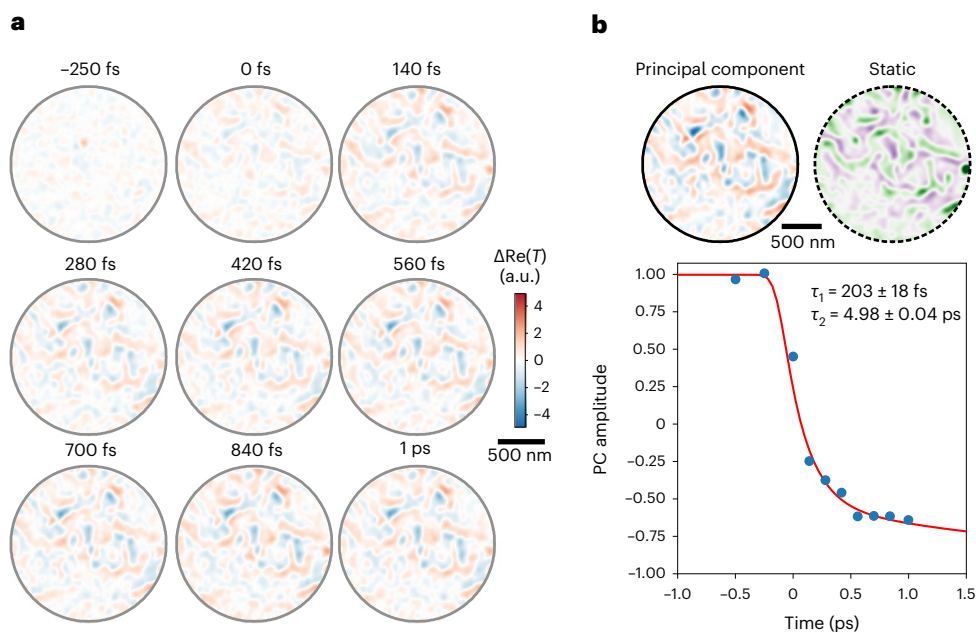 a
−250 fs
0 fs
140 fs
280 fs
420 fs
560 fs
700 fs
840 fs
1 ps
ΔRe(T)
(a.u.)
4
2
0
−2
−4
500 nm
b
Principal component
Static
500 nm
τ1 = 203 ± 18 fs
τ2 = 4.98 ± 0.04 ps
PC amplitude
1.00
0.75
0.50
0.25
0
−0.25
−0.50
−0.75
−1.00
−1.0
−0.5
0
0.5
1.0
1.5
Time (ps)